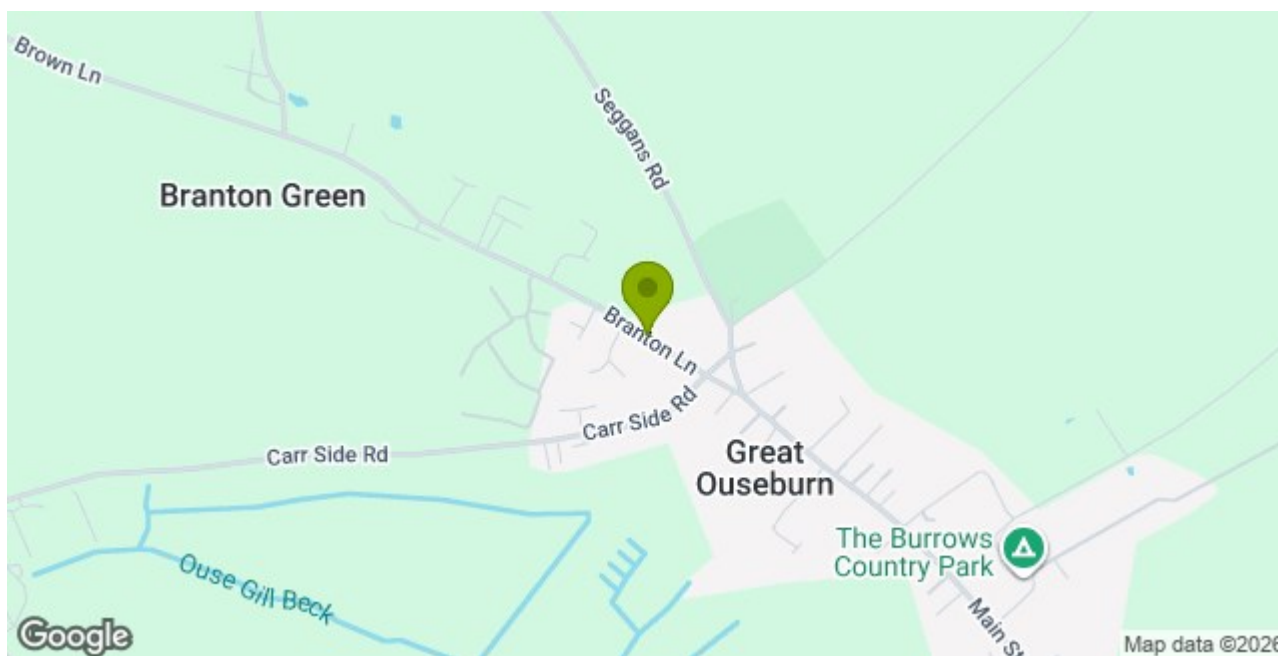 Brown Ln
Seggans Rd
Branton Green
Branton Ln
Carr Side Rd
Carr Side Rd
Great
Ouseburn
The Burrows
Country Park
Ouse Gill Beck
Main St
Google
Map data ©2026